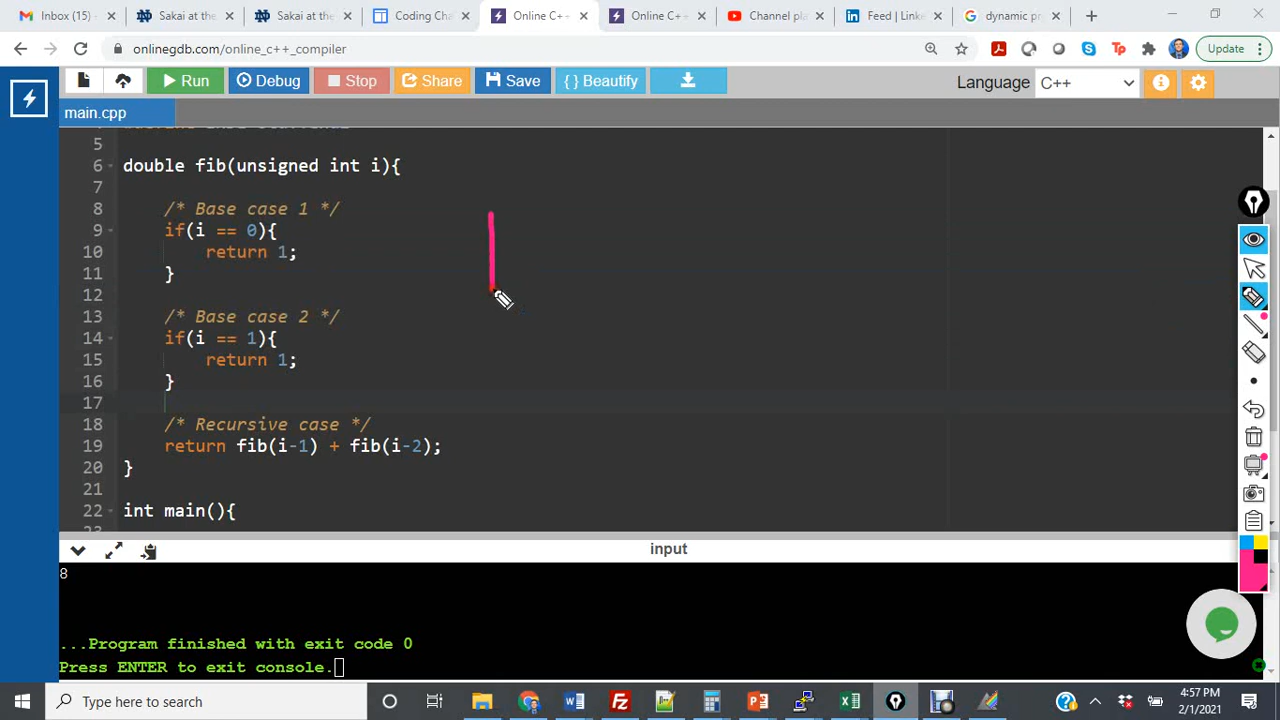 Inbox (15)
Sakai at the
Sakai at the
Coding Cha
Online C+
Online C++
Channel pl
Feed | Link
dynamic pr
onlinegdb.com/online_c++_compiler
Update
Run
Debug
Stop
Share
Save
{ } Beautify
Language
C++
main.cpp
5
6 double fib(unsigned int i){
7
8 /* Base case 1 */
9 if(i == 0){
10 return 1;
11 }
12
13 /* Base case 2 */
14 if(i == 1){
15 return 1;
16 }
17
18 /* Recursive case */
19 return fib(i-1) + fib(i-2);
20 }
21
22 int main(){
input
8
...Program finished with exit code 0
Press ENTER to exit console.
Type here to search
4:57 PM
2/1/2021